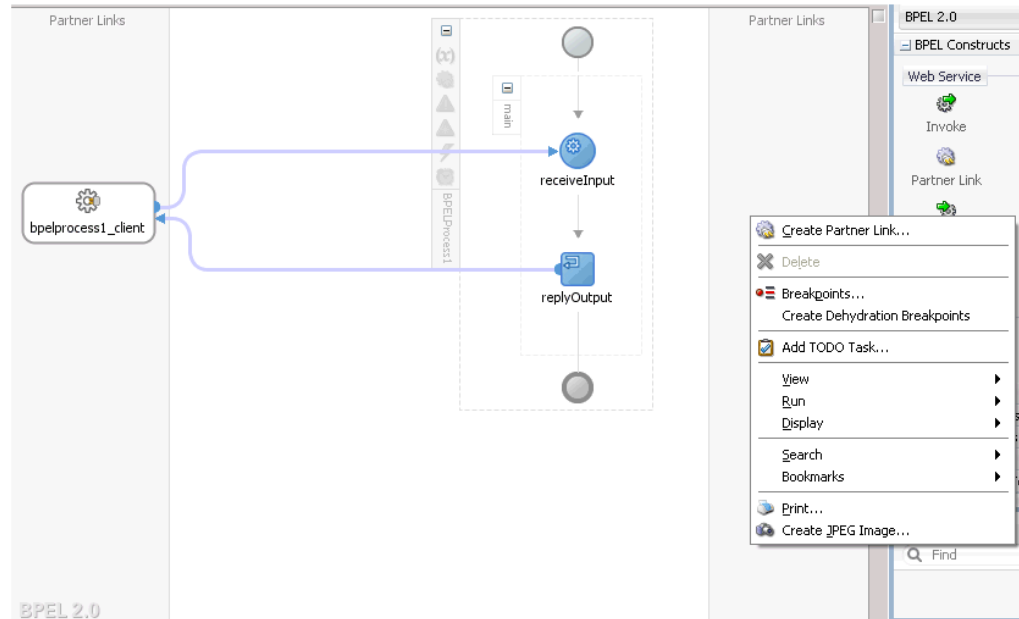 Partner Links
bpelprocess1_client
BPEL 2.0
(x)
BPELProcess1
main
receiveInput
replyOutput
Partner Links
BPEL 2.0
BPEL Constructs
Web Service
Invoke
Partner Link
Create Partner Link...
Delete
Breakpoints...
Create Dehydration Breakpoints
Add TODO Task...
View
Run
Display
Search
Bookmarks
Print...
Create JPEG Image...
Find